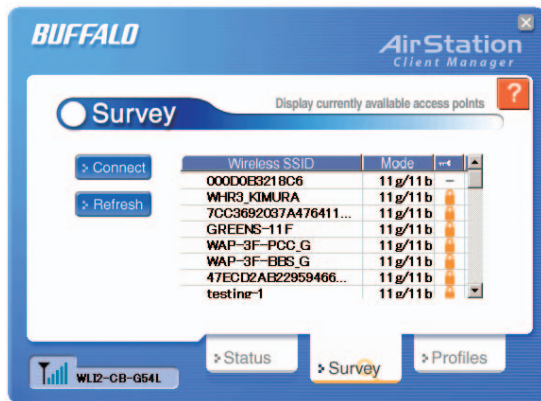 BUFFALO
AirStation
Client Manager
Survey
Display currently available access points
?
Connect
Refresh
Wireless SSID Mode
000D0B3218C6 11g/11b –
WHR3_KIMURA 11g/11b
7CC3692037A476411... 11g/11b
GREENS-11F 11g/11b
WAP-3F-PCC_G 11g/11b
WAP-3F-BBS_G 11g/11b
47ECD2AB22959466... 11g/11b
testing-1 11g/11b
Status
Survey
Profiles
WLI2-CB-G54L